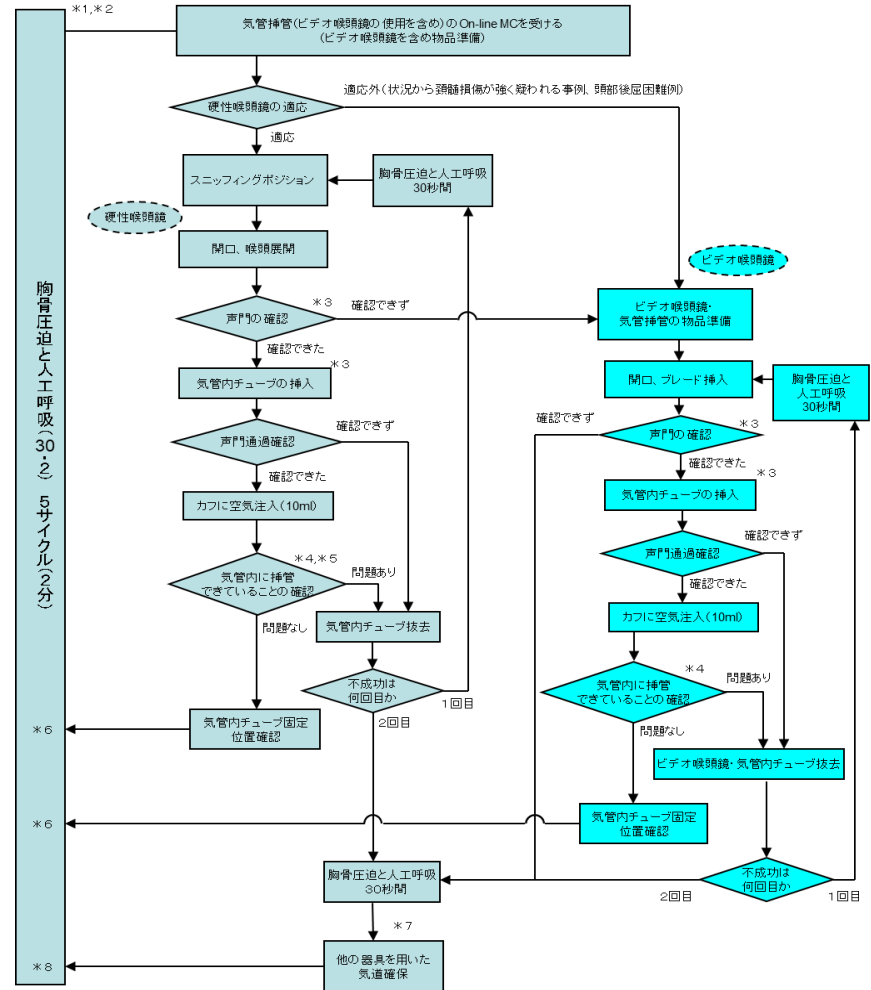 *1,*2
気管挿管(ビデオ喉頭鏡の使用を含め)のOn-line MCを受ける
(ビデオ喉頭鏡を含め物品準備)
適応外(状況から頚髄損傷が強く疑われる事例、頭部後屈困難例)
硬性喉頭鏡の適応
適応
スニッフィングポジション
胸骨圧迫と人工呼吸
30秒間
硬性喉頭鏡
開口、喉頭展開
声門の確認
*3
確認できず
確認できた
気管内チューブの挿入
*3
声門通過確認
確認できず
確認できた
カフに空気注入(10ml)
*4,*5
気管内に挿管
できていることの確認
問題あり
問題なし
気管内チューブ抜去
不成功は
何回目か
1回目
2回目
気管内チューブ固定
位置確認
*6
胸骨圧迫と人工呼吸(30・2) 5サイクル(2分)
ビデオ喉頭鏡
ビデオ喉頭鏡・
気管挿管の物品準備
開口、ブレード挿入
胸骨圧迫と
人工呼吸
30秒間
確認できず
声門の確認
*3
確認できた
*3
気管内チューブの挿入
確認できず
声門通過確認
確認できた
カフに空気注入(10ml)
*4
気管内に挿管
できていることの確認
問題あり
問題なし
ビデオ喉頭鏡・気管内チューブ抜去
気管内チューブ固定
位置確認
*6
不成功は
何回目か
2回目
1回目
胸骨圧迫と人工呼吸
30秒間
*7
他の器具を用いた
気道確保
*8